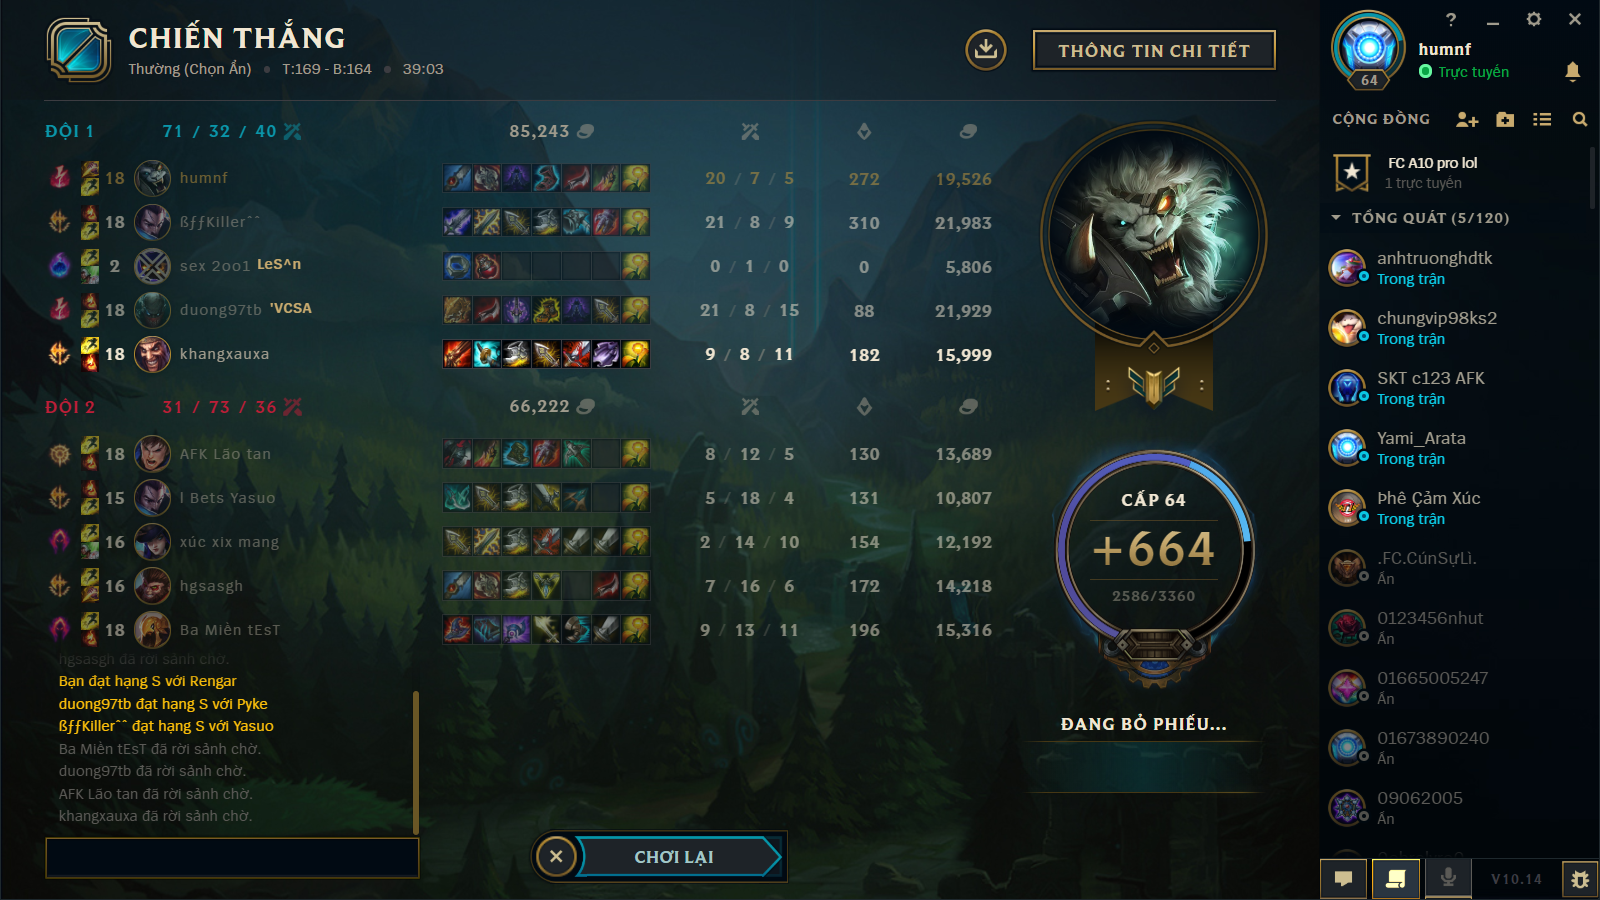 CHIẾN THẮNG
Thường (Chọn Ẩn) • T:169 - B:164 • 39:03
THÔNG TIN CHI TIẾT
ĐỘI 1 71 / 32 / 40 85,243
18 humnf 20 / 7 / 5 272 19,526
18 ßƒƒKillerˆˆ 21 / 8 / 9 310 21,983
2 sex 2oo1 LeS^n 0 / 1 / 0 0 5,806
18 duong97tb 'VCSA 21 / 8 / 15 88 21,929
18 khangxauxa 9 / 8 / 11 182 15,999
ĐỘI 2 31 / 73 / 36 66,222
18 AFK Lão tan 8 / 12 / 5 130 13,689
15 l Bets Yasuo 5 / 18 / 4 131 10,807
16 xúc xix mang 2 / 14 / 10 154 12,192
16 hgsasgh 7 / 16 / 6 172 14,218
18 Ba Miền tEsT 9 / 13 / 11 196 15,316
hgsasgh đã rời sảnh chờ.
Bạn đạt hạng S với Rengar
duong97tb đạt hạng S với Pyke
ßƒƒKillerˆˆ đạt hạng S với Yasuo
Ba Miền tEsT đã rời sảnh chờ.
duong97tb đã rời sảnh chờ.
AFK Lão tan đã rời sảnh chờ.
khangxauxa đã rời sảnh chờ.
CHƠI LẠI
CẤP 64
+664
2586/3360
ĐANG BỎ PHIẾU...
humnf
64
Trực tuyến
CỘNG ĐỒNG
FC A10 pro lol
1 trực tuyến
TỔNG QUÁT (5/120)
anhtruonghdtk
Trong trận
chungvip98ks2
Trong trận
SKT c123 AFK
Trong trận
Yami_Arata
Trong trận
Þhê Çảm Xúc
Trong trận
.FC.CúnSựLì.
Ẩn
0123456nhut
Ẩn
01665005247
Ẩn
01673890240
Ẩn
09062005
Ẩn
V10.14